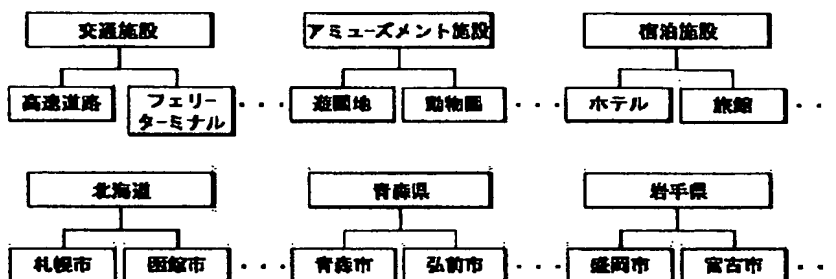 交通施設 アミューズメント施設 宿泊施設
高速道路 フェリー 遊園地 動物園 ホテル 旅館
ターミナル
北海道 青森県 岩手県
札幌市 函館市 青森市 弘前市 盛岡市 宮古市